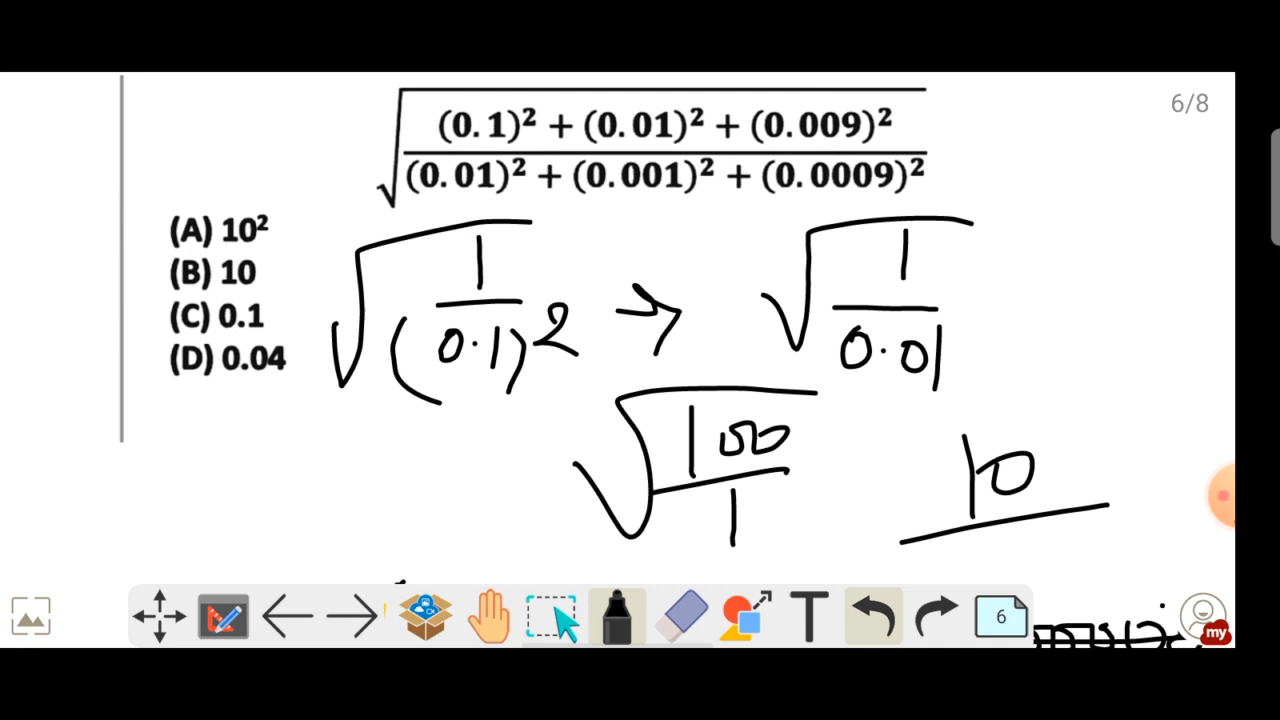 6/8
√((0.1)² + (0.01)² + (0.009)² / (0.01)² + (0.001)² + (0.0009)²)
(A) 10²
(B) 10
(C) 0.1
(D) 0.04
√(1 / (0.1)²) → √(1 / 0.01)
√(100 / 1)
10
T
6
my